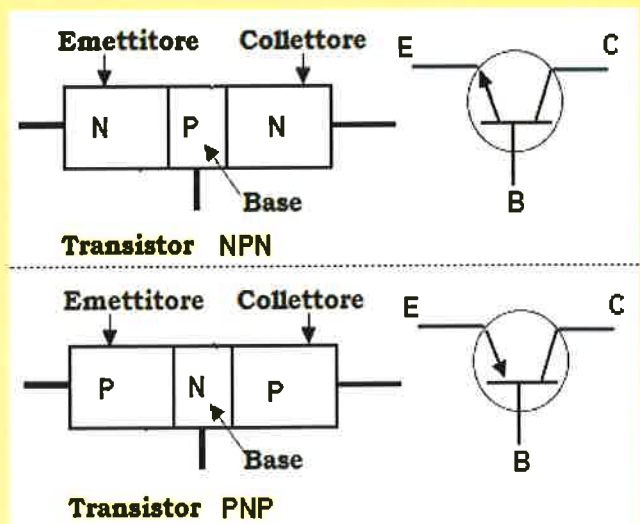 Emettitore Collettore
E C
N P N
Base
B
Transistor NPN
Emettitore Collettore
E C
P N P
Base
B
Transistor PNP